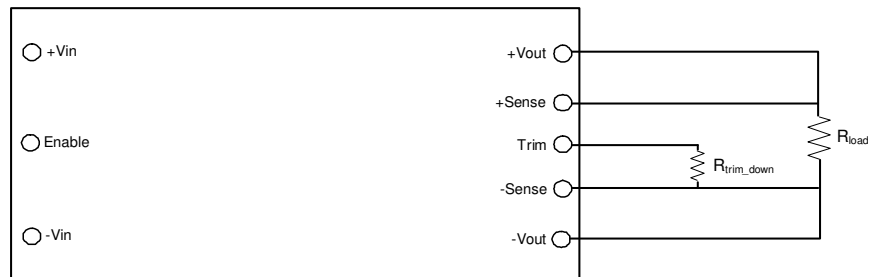 +Vin
Enable
-Vin
+Vout
+Sense
Trim
-Sense
-Vout
Rtrim_down
Rload